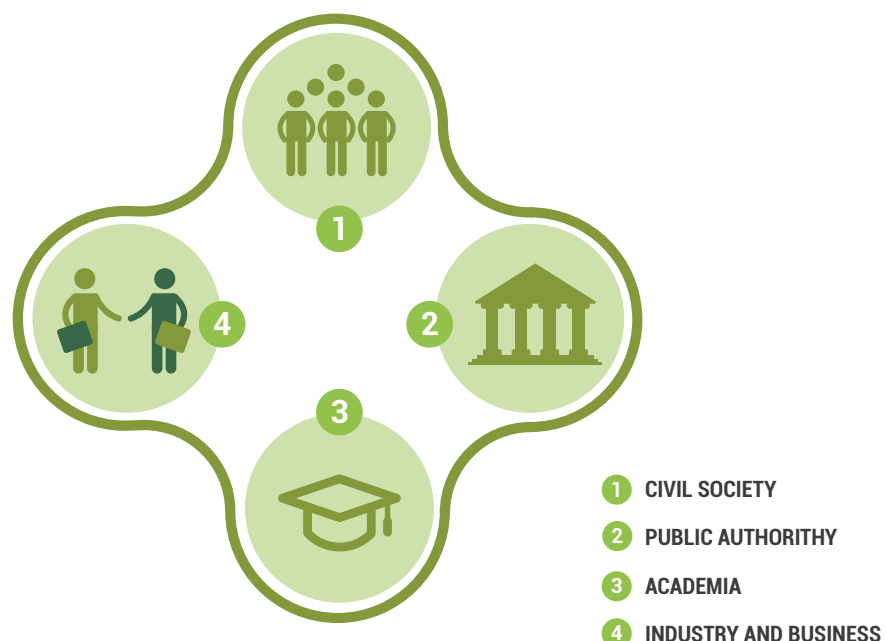 1
4
2
3
1 CIVIL SOCIETY
2 PUBLIC AUTHORITHY
3 ACADEMIA
4 INDUSTRY AND BUSINESS